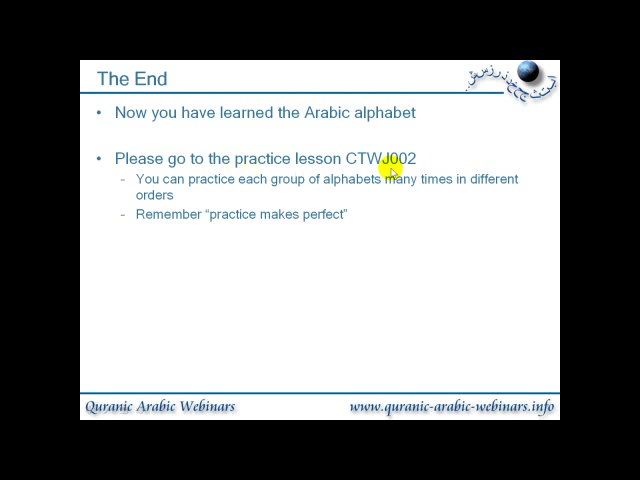 The End
• Now you have learned the Arabic alphabet
• Please go to the practice lesson CTWJ002
- You can practice each group of alphabets many times in different
orders
- Remember “practice makes perfect”
Quranic Arabic Webinars
www.quranic-arabic-webinars.info